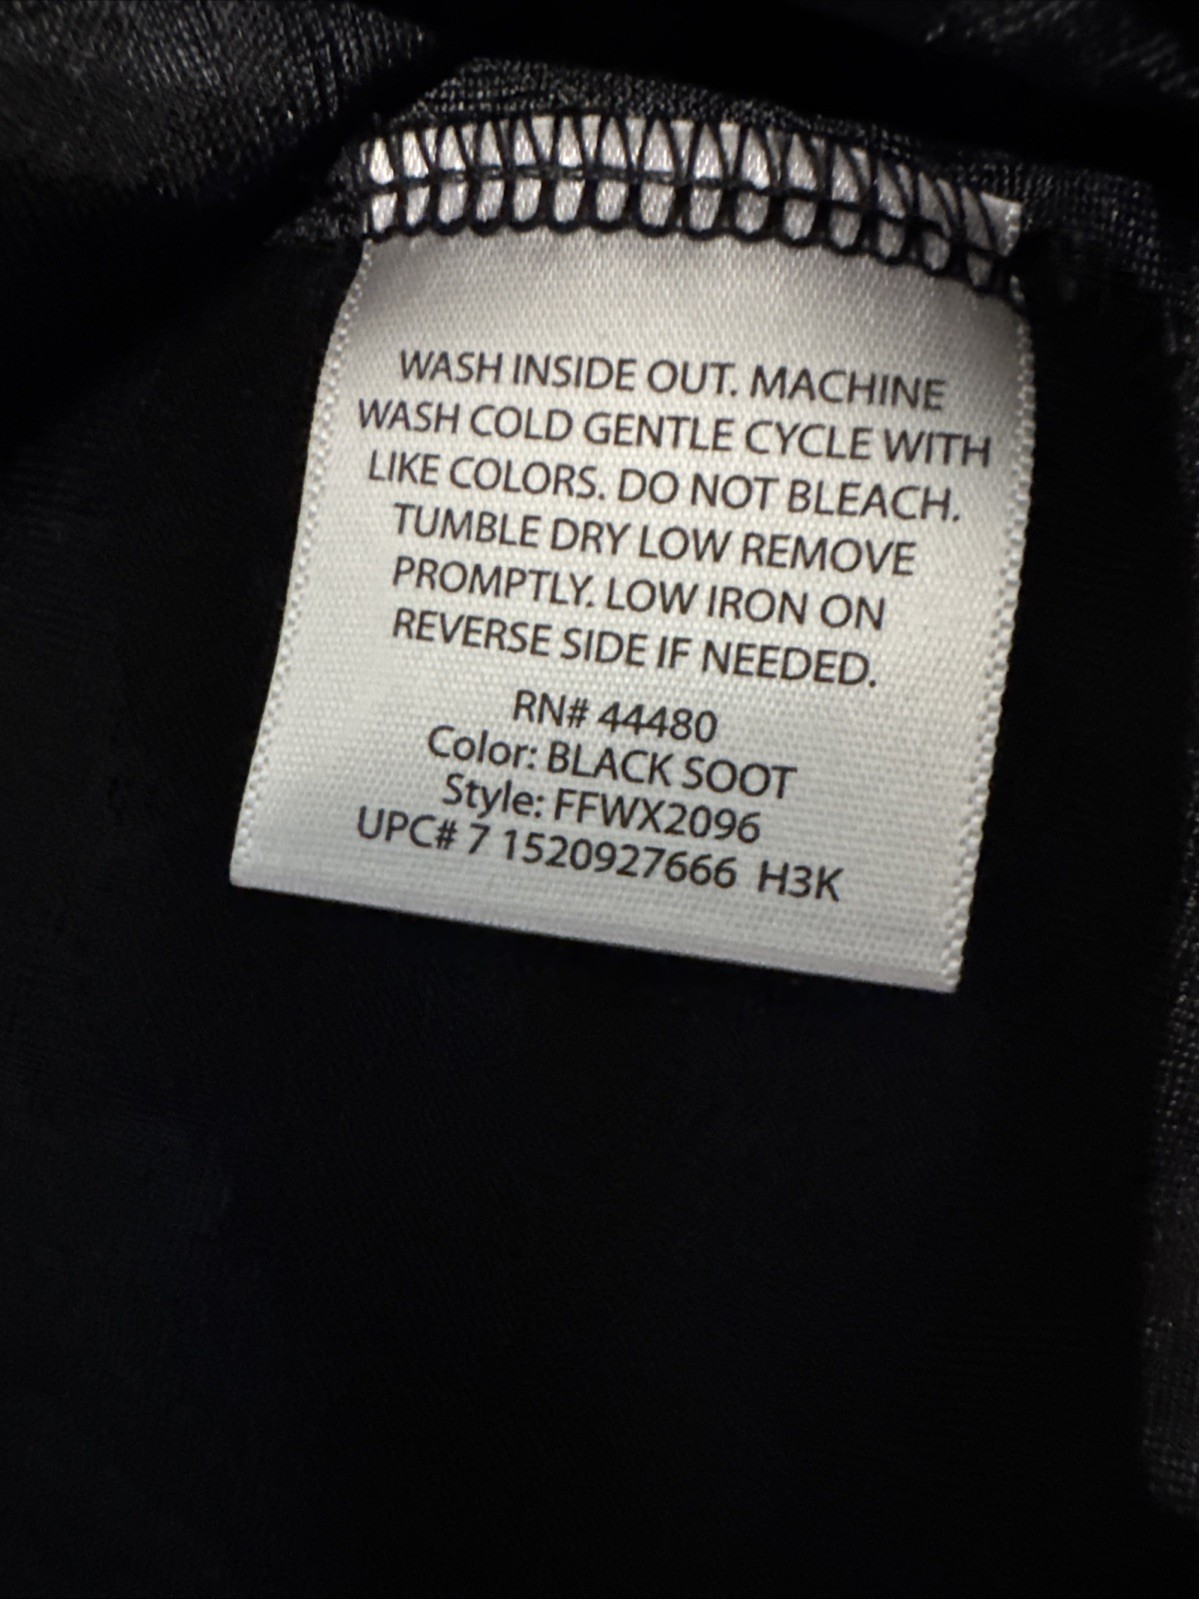 WASH INSIDE OUT. MACHINE
WASH COLD GENTLE CYCLE WITH
LIKE COLORS. DO NOT BLEACH.
TUMBLE DRY LOW REMOVE
PROMPTLY. LOW IRON ON
REVERSE SIDE IF NEEDED.
RN# 44480
Color: BLACK SOOT
Style: FFWX2096
UPC# 7 1520927666 H3K